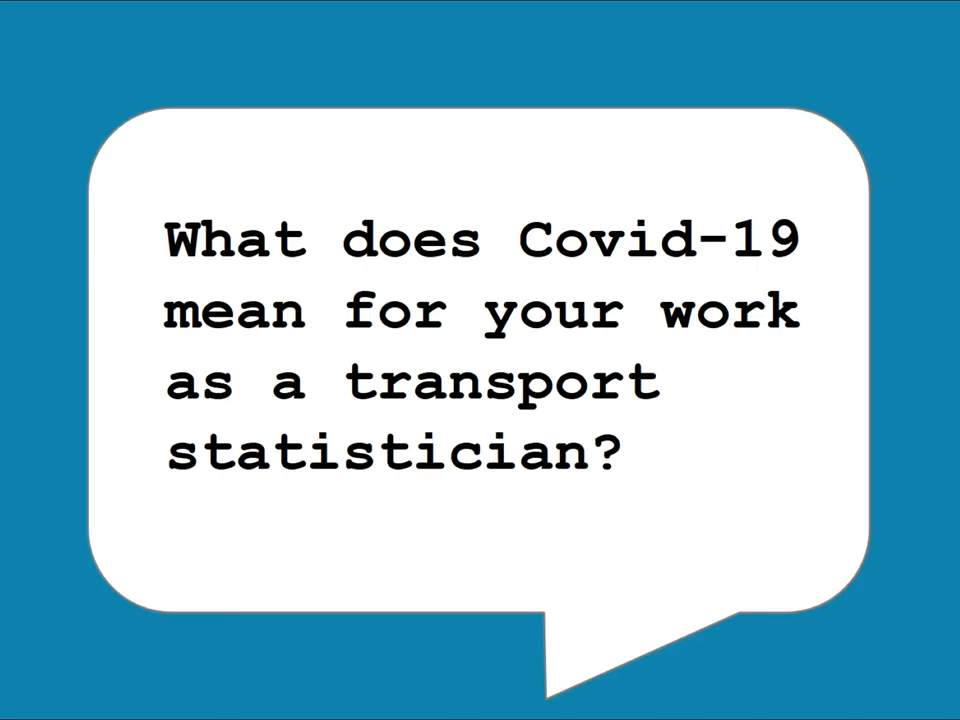 What does Covid-19
mean for your work
as a transport
statistician?